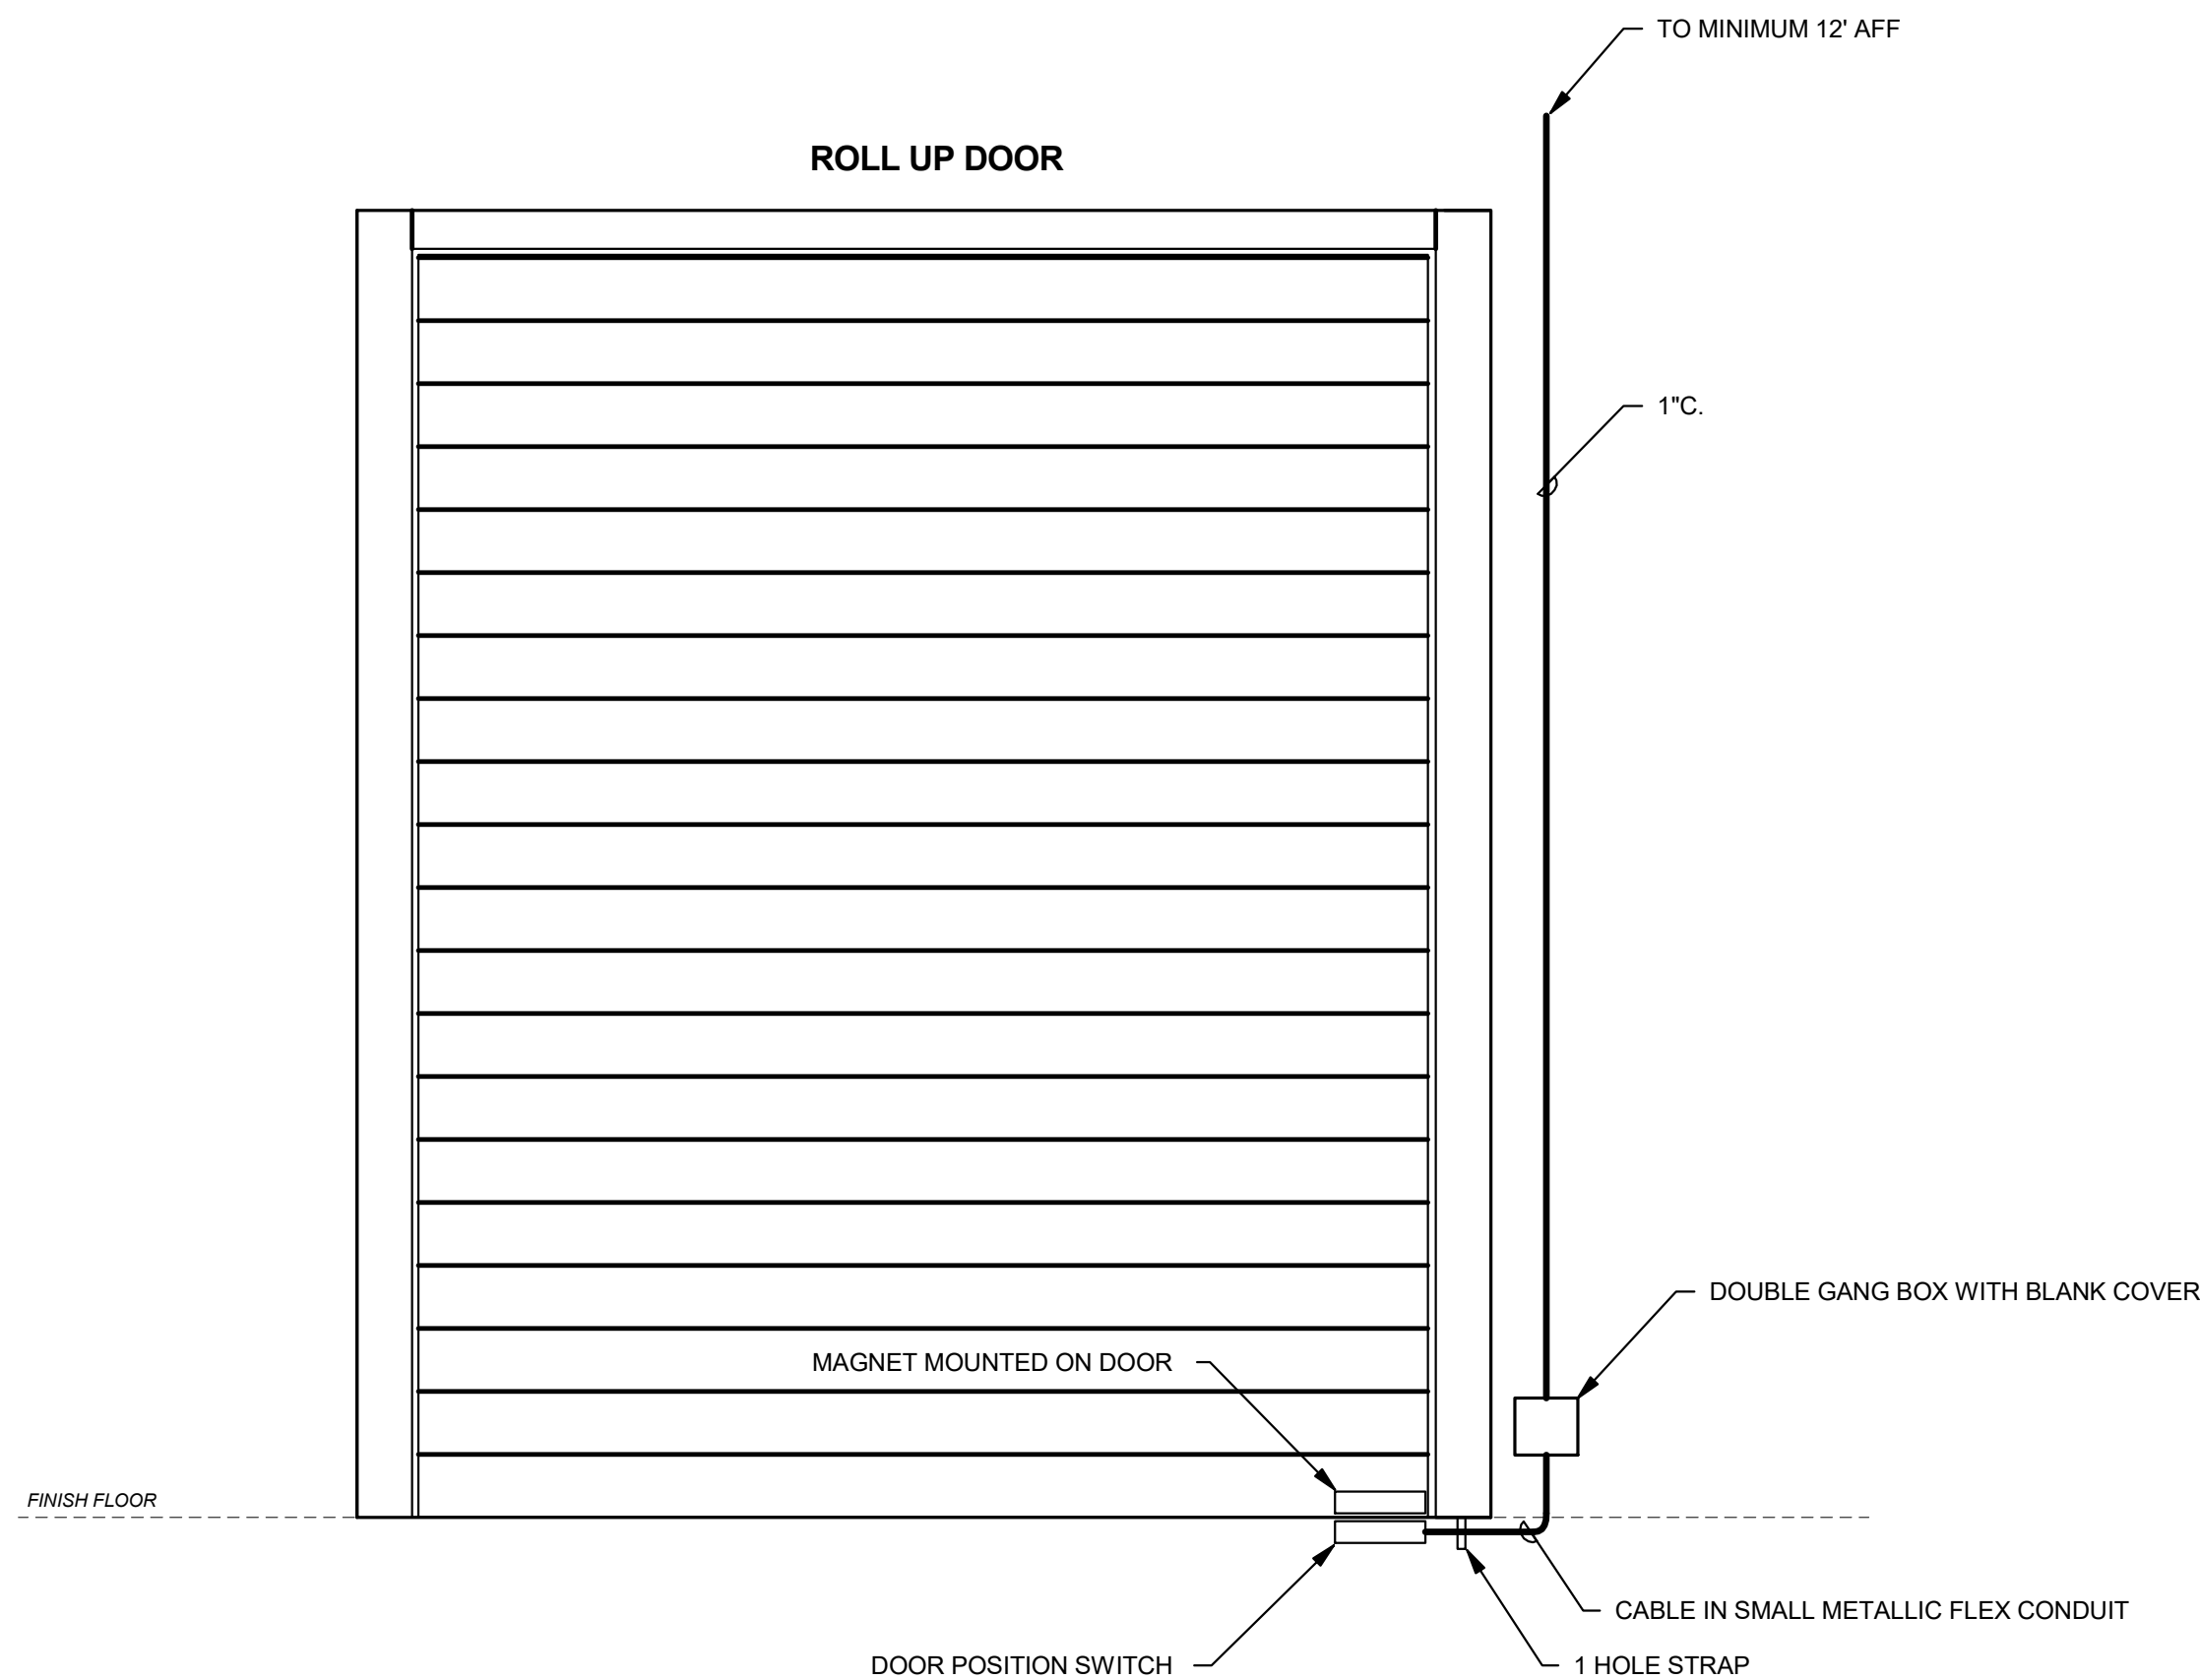 TO MINIMUM 12' AFF
ROLL UP DOOR
1"C.
DOUBLE GANG BOX WITH BLANK COVER
MAGNET MOUNTED ON DOOR
FINISH FLOOR
CABLE IN SMALL METALLIC FLEX CONDUIT
DOOR POSITION SWITCH
1 HOLE STRAP